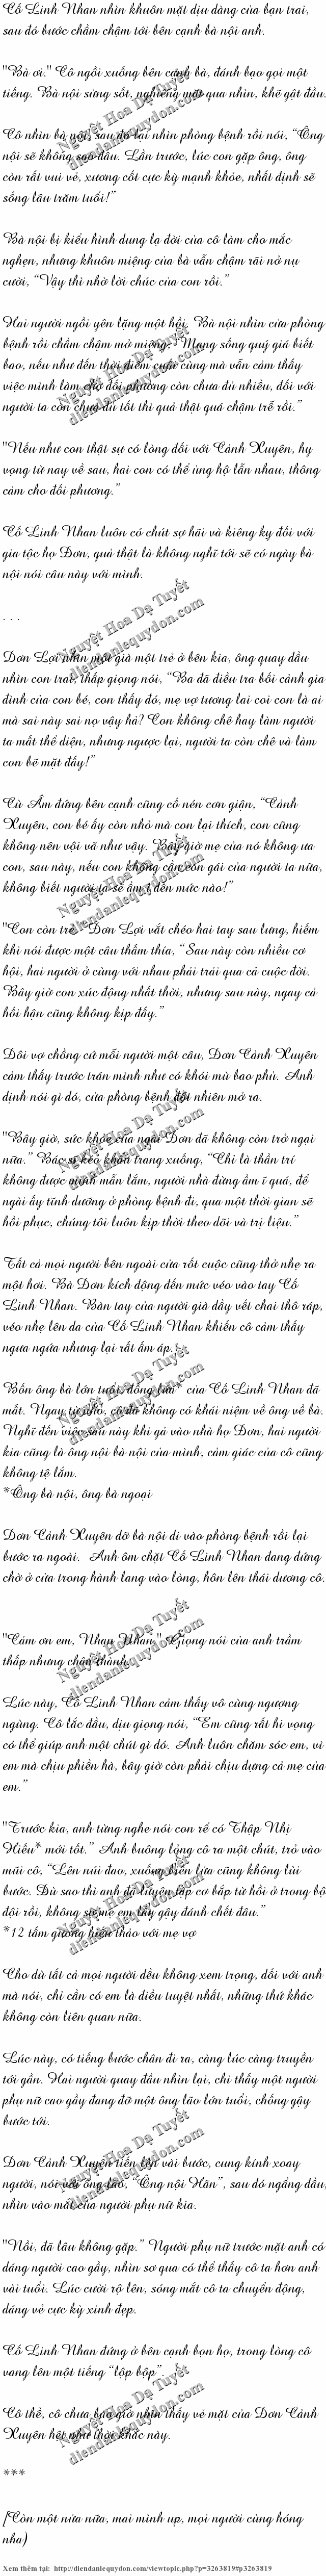 Cố Linh Nhan nhìn khuôn mặt dịu dàng của bạn trai,
sau đó bước chầm chậm tới bên cạnh bà nội anh.
"Bà ơi." Cô ngồi xuống bên cạnh bà, đánh bạo gọi một
tiếng. Bà nội sững sốt, nghiêng mặt qua nhìn, khẽ gật đầu.
Cô nhìn bà nội, sau đó lại nhìn phòng bệnh rồi nói, “Ông
nội sẽ không sao đâu. Lần trước, lúc con gặp ông, ông
còn rất vui vẻ, xương cốt cực kỳ mạnh khỏe, nhất định sẽ
sống lâu trăm tuổi!”
Bà nội bị kiểu hình dung lạ đời của cô làm cho mắc
nghẹn, nhưng khuôn miệng của bà vẫn chậm rãi nở nụ
cười, “Vậy thì nhờ lời chúc của con rồi.”
Hai người ngồi yên lặng một hồi. Bà nội nhìn cửa phòng
bệnh rồi chầm chậm mở miệng, “Mạng sống quý giá biết
bao, nếu như đến thời điểm cuối cùng mà vẫn cảm thấy
việc mình làm cho đối phương còn chưa đủ nhiều, đối với
người ta còn chưa đủ tốt thì quả thật quá chậm trễ rồi.”
"Nếu như con thật sự có lòng đối với Cảnh Xuyên, hy
vọng từ nay về sau, hai con có thể ủng hộ lẫn nhau, thông
cảm cho đối phương.”
Cố Linh Nhan luôn có chút sợ hãi và kiêng kỵ đối với
gia tộc họ Đơn, quả thật là không nghĩ tới sẽ có ngày bà
nội nói câu này với mình.
. . .
Đơn Lợi nhìn một già một trẻ ở bên kia, ông quay đầu
nhìn con trai, thấp giọng nói, “Ba đã điều tra bối cảnh gia
đình của con bé, con thấy đó, mẹ vợ tương lai coi con là ai
mà sai này sai nọ vậy hả? Con không chê hay làm người
ta mất thể diện, nhưng ngược lại, người ta còn chê và làm
con bẽ mặt đấy!”
Cù Âm đứng bên cạnh cũng cố nén cơn giận, “Cảnh
Xuyên, con bé ấy còn nhỏ mà con lại thích, con cũng
không nên vội vã như vậy. Bây giờ mẹ của nó không ưa
con, sau này, nếu con không cần con gái của người ta nữa,
không biết người ta sẽ ầm ĩ đến mức nào!”
"Con còn trẻ." Đơn Lợi vắt chéo hai tay sau lưng, hiếm
khi nói được một câu thấm thía, “Sau này còn nhiều cơ
hội, hai người ở cùng với nhau phải trải qua cả cuộc đời.
Bây giờ con xúc động nhất thời, nhưng sau này, ngay cả
hối hận cũng không kịp đấy.”
Đôi vợ chồng cứ mỗi người một câu, Đơn Cảnh Xuyên
cảm thấy trước trán mình như có khói mù bao phủ. Anh
định nói gì đó, cửa phòng bệnh đột nhiên mở ra.
"Bây giờ, sức khỏe của ngài Đơn đã không còn trở ngại
nữa.” Bác sĩ kéo khẩu trang xuống, “Chỉ là thần trí
không được minh mẫn lắm, người nhà đừng ầm ĩ quá, để
ngài ấy tĩnh dưỡng ở phòng bệnh đi, qua một thời gian sẽ
hồi phục, chúng tôi luôn kịp thời theo dõi và trị liệu.”
Tất cả mọi người bên ngoài cửa rốt cuộc cũng thở nhẹ ra
một hơi. Bà Đơn kích động đến mức véo vào tay Cố
Linh Nhan. Bàn tay của người già đầy vết chai thô ráp,
véo nhẹ lên da của Cố Linh Nhan khiến cô cảm thấy
ngưa ngứa nhưng lại rất ấm áp.
Bốn ông bà lớn tuổi, đồng lứa* của Cố Linh Nhan đã
mất. Ngay từ nhỏ, cô đã không có khái niệm về ông về bà.
Nghĩ đến việc sau này khi gả vào nhà họ Đơn, hai người
kia cũng là ông nội bà nội của mình, cảm giác của cô cũng
không tệ lắm.
*Ông bà nội, ông bà ngoại
Đơn Cảnh Xuyên đỡ bà nội đi vào phòng bệnh rồi lại
bước ra ngoài. Anh ôm chặt Cố Linh Nhan đang đứng
chờ ở cửa trong hành lang vào lòng, hôn lên thái dương cô.
"Cảm ơn em, Nhan Nhan." Giọng nói của anh trầm
thấp nhưng chân thành.
Lúc này, Cố Linh Nhan cảm thấy vô cùng ngượng
ngùng. Cô lắc đầu, dịu giọng nói, “Em cũng rất hi vọng
có thể giúp anh một chút gì đó. Anh luôn chăm sóc em, vì
em mà chịu phiền hà, bây giờ còn phải chịu đựng cả mẹ của
em.”
"Trước kia, anh từng nghe nói con rể có Thập Nhị
Hiếu* mới tốt.” Anh buông lỏng cô ra một chút, trỏ vào
mũi cô, “Lên núi đao, xuống biển lửa cũng không lùi
bước. Dù sao thì anh đã luyện tập cơ bắp từ hồi ở trong bộ
đội rồi, không sợ mẹ em lấy gậy đánh chết đâu.”
*12 tấm gương hiếu thảo với mẹ vợ
Cho dù tất cả mọi người đều không xem trọng, đối với anh
mà nói, chỉ cần có em là điều tuyệt nhất, những thứ khác
không còn liên quan nữa.
Lúc này, có tiếng bước chân đi ra, càng lúc càng truyền
tới gần. Hai người quay đầu nhìn lại, chỉ thấy một người
phụ nữ cao gầy đang đỡ một ông lão lớn tuổi, chống gậy
bước tới.
Đơn Cảnh Xuyên tiến lên vài bước, cung kính xoay
người, nói với ông lão, “Ông nội Hãn”, sau đó ngẩng đầu,
nhìn vào mắt của người phụ nữ kia.
"Nồi, đã lâu không gặp.” Người phụ nữ trước mặt anh có
dáng người cao gầy, nhìn sơ qua có thể thấy cô ta hơn anh
vài tuổi. Lúc cười rộ lên, sóng mắt cô ta chuyển động,
dáng vẻ cực kỳ xinh đẹp.
Cố Linh Nhan đứng ở bên cạnh bọn họ, trong lòng cô
vang lên một tiếng “lộp bộp”.
Cô thề, cô chưa bao giờ nhìn thấy vẻ mặt của Đơn Cảnh
Xuyên hệt như thời khắc này.
***
(Còn một nửa nữa, mai mình up, mọi người cùng hóng
nha)
Xem thêm tại: http://diendanlequydon.com/viewtopic.php?p=3263819#p3263819